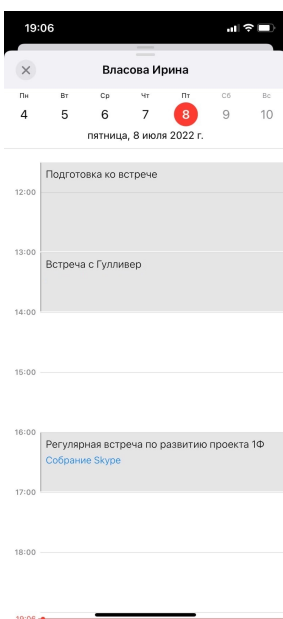 19:06
Власова Ирина
Пн Вт Ср Чт Пт Сб Вс
4 5 6 7 8 9 10
пятница, 8 июля 2022 г.
Подготовка ко встрече
12:00
13:00
Встреча с Гулливер
14:00
15:00
16:00
Регулярная встреча по развитию проекта 1Ф
Собрание Skype
17:00
18:00
19:06